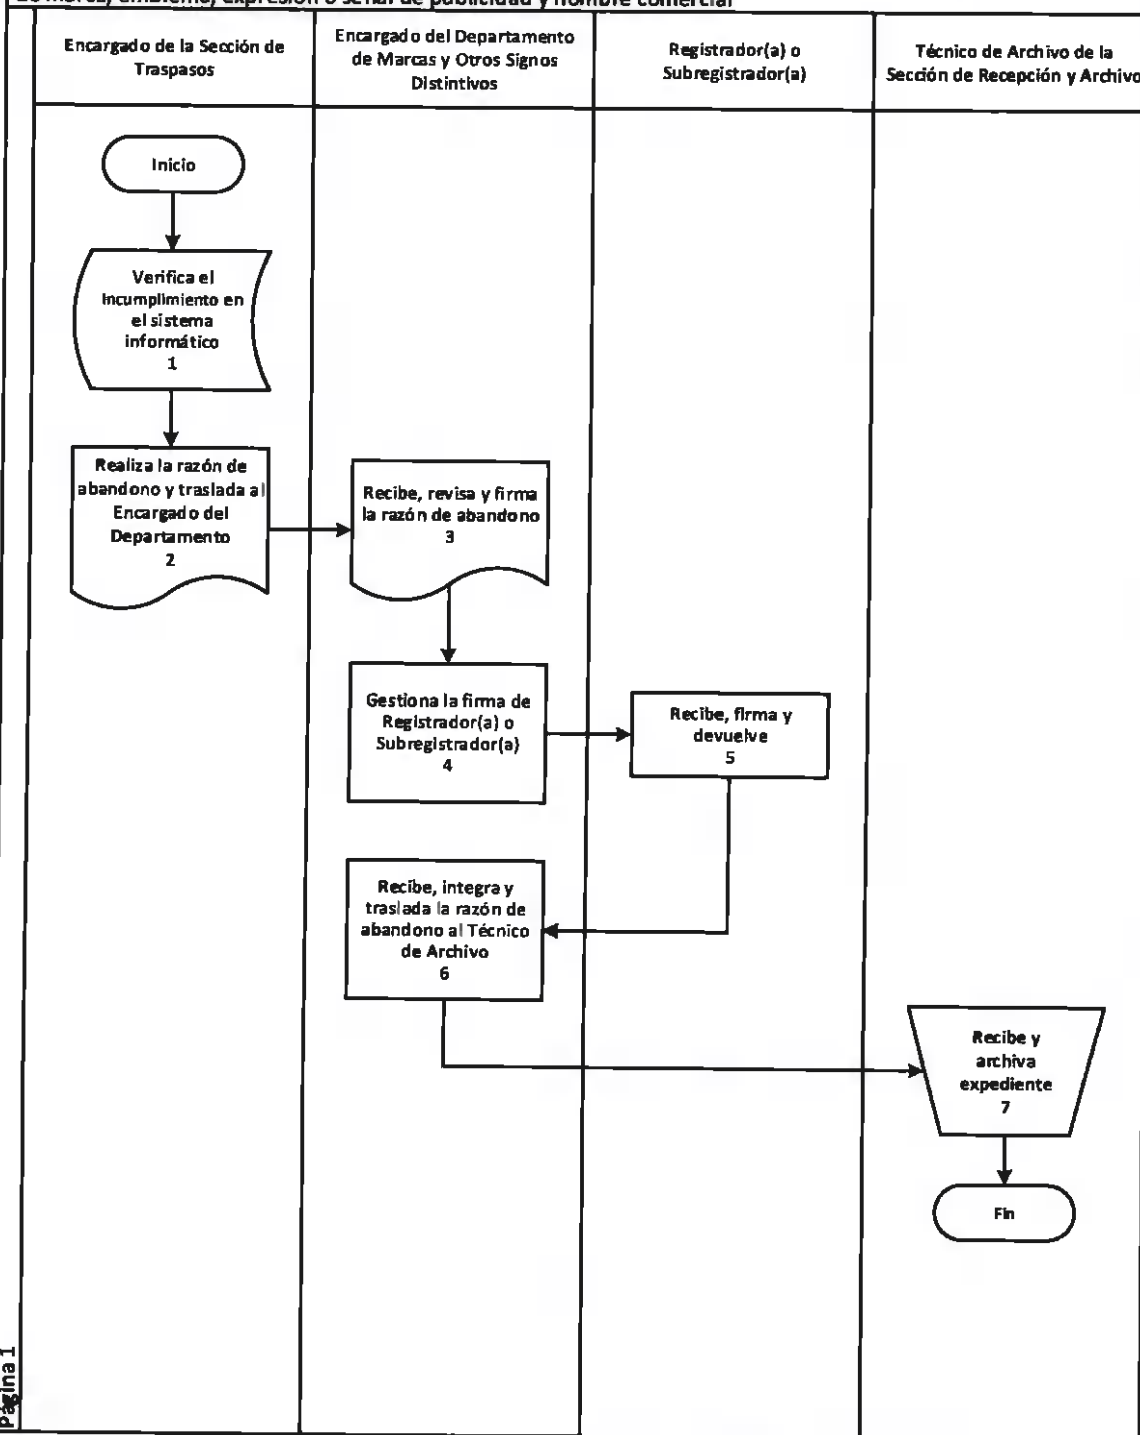 de marca, emblema, expresión o señal de publicidad y nombre comercial
Encargado de la Sección de
Traspasos
Encargado del Departamento
de Marcas y Otros Signos
Distintivos
Registrador(a) o
Subregistrador(a)
Técnico de Archivo de la
Sección de Recepción y Archivo
Inicio
Verifica el
incumplimiento en
el sistema
informático
1
Realiza la razón de
abandono y traslada al
Encargado del
Departamento
2
Recibe, revisa y firma
la razón de abandono
3
Gestiona la firma de
Registrador(a) o
Subregistrador(a)
4
Recibe, firma y
devuelve
5
Recibe, integra y
traslada la razón de
abandono al Técnico
de Archivo
6
Recibe y
archiva
expediente
7
Fin
Página 1